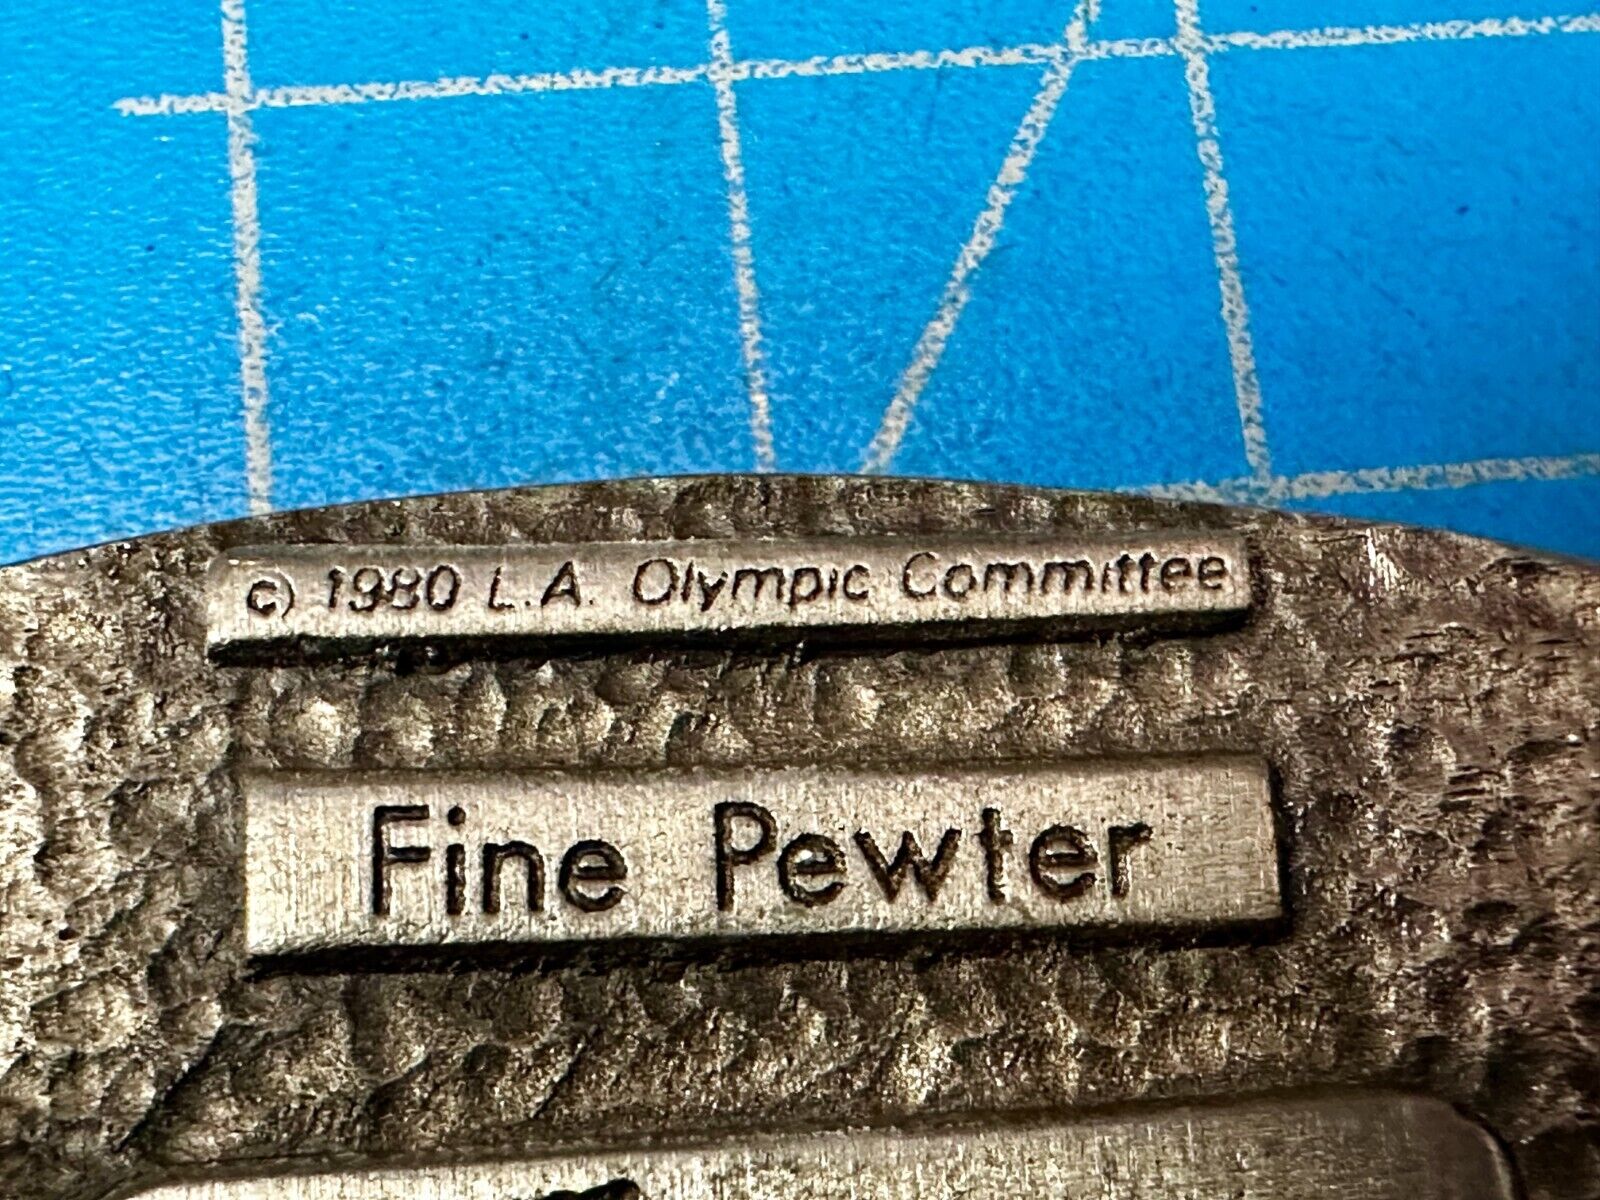 (c) 1980 L.A. Olympic Committee
Fine Pewter